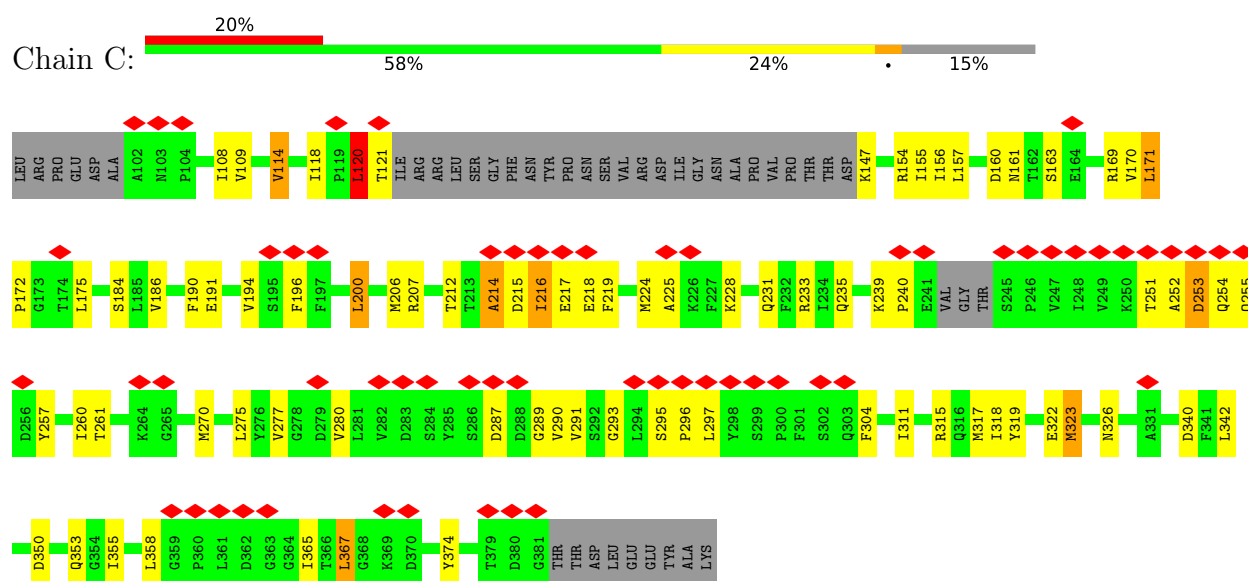 20%
Chain C:
58% 24% • 15%
LEU ARG PRO GLU ASP ALA A102 N103 P104 I108 V109 V114 I118 P119 L120 T121 ILE ARG ARG LEU SER GLY PHE ASN TYR PRO ASN SER VAL ARG ASP ILE GLY ASN ALA PRO VAL PRO THR THR ASP K147 R154 I155 I156 L157 D160 N161 T162 S163 E164 R169 V170 L171
P172 G173 T174 L175 S184 L185 V186 F190 E191 V194 S195 F196 F197 L200 M206 R207 T212 T213 A214 D215 I216 E217 E218 F219 M224 A225 K226 F227 K228 Q231 F232 R233 I234 Q235 K239 P240 E241 VAL GLY THR S245 P246 V247 I248 V249 K250 T251 A252 D253 Q254 Q255
D256 Y257 I260 T261 K264 G265 M270 L275 Y276 V277 G278 D279 V280 L281 V282 D283 S284 Y285 S286 D287 D288 G289 V290 V291 S292 G293 L294 S295 P296 L297 Y298 S299 P300 F301 S302 Q303 F304 I311 R315 Q316 M317 I318 Y319 E322 M323 N326 A331 D340 F341 L342
D350 Q353 G354 I355 L358 G359 P360 L361 D362 G363 G364 I365 T366 L367 G368 K369 D370 Y374 T379 D380 G381 THR THR ASP LEU GLU GLU TYR ALA LYS